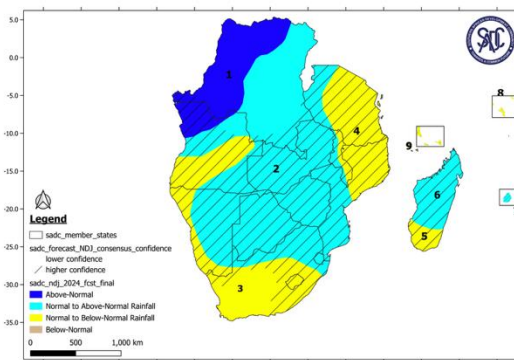 5.0
0.0
-5.0
-10.0
-15.0
-20.0
-25.0
-30.0
-35.0
SADC
1
2
3
4
5
6
8
9
Legend
sadc_member_states
sadc_forecast_NDJ_consensus_confidence
lower confidence
higher confidence
sadc_ndj_2024_fcst_final
Above-Normal
Normal to Above-Normal Rainfall
Normal to Below-Normal Rainfall
Below-Normal
0 500 1,000 km